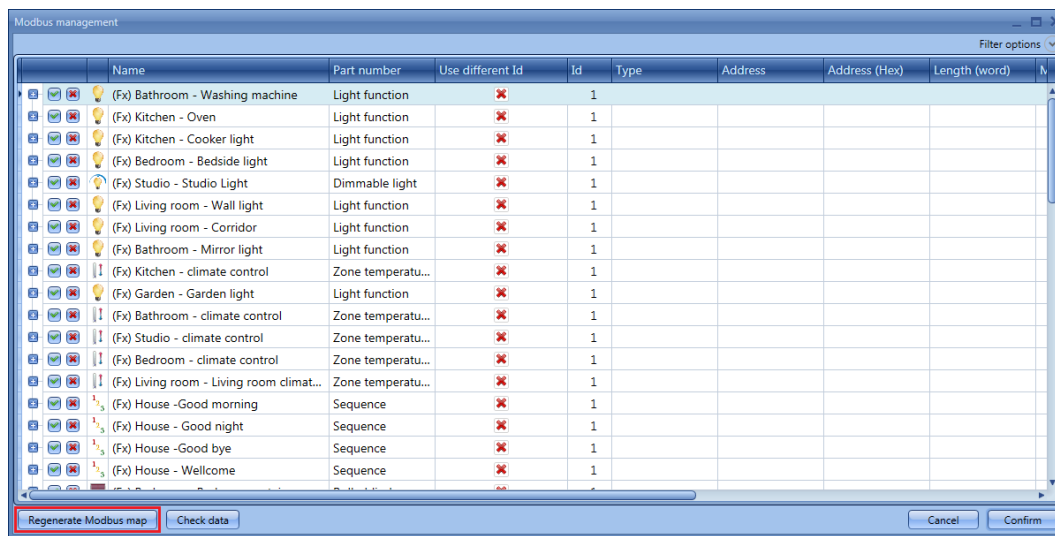 Modbus management
Filter options
Name Part number Use different Id Id Type Address Address (Hex) Length (word)
(Fx) Bathroom - Washing machine Light function 1
(Fx) Kitchen - Oven Light function 1
(Fx) Kitchen - Cooker light Light function 1
(Fx) Bedroom - Bedside light Light function 1
(Fx) Studio - Studio Light Dimmable light 1
(Fx) Living room - Wall light Light function 1
(Fx) Living room - Corridor Light function 1
(Fx) Bathroom - Mirror light Light function 1
(Fx) Kitchen - climate control Zone temperatu... 1
(Fx) Garden - Garden light Light function 1
(Fx) Bathroom - climate control Zone temperatu... 1
(Fx) Studio - climate control Zone temperatu... 1
(Fx) Bedroom - climate control Zone temperatu... 1
(Fx) Living room - Living room climat... Zone temperatu... 1
(Fx) House -Good morning Sequence 1
(Fx) House - Good night Sequence 1
(Fx) House -Good bye Sequence 1
(Fx) House - Wellcome Sequence 1
Regenerate Modbus map Check data Cancel Confirm